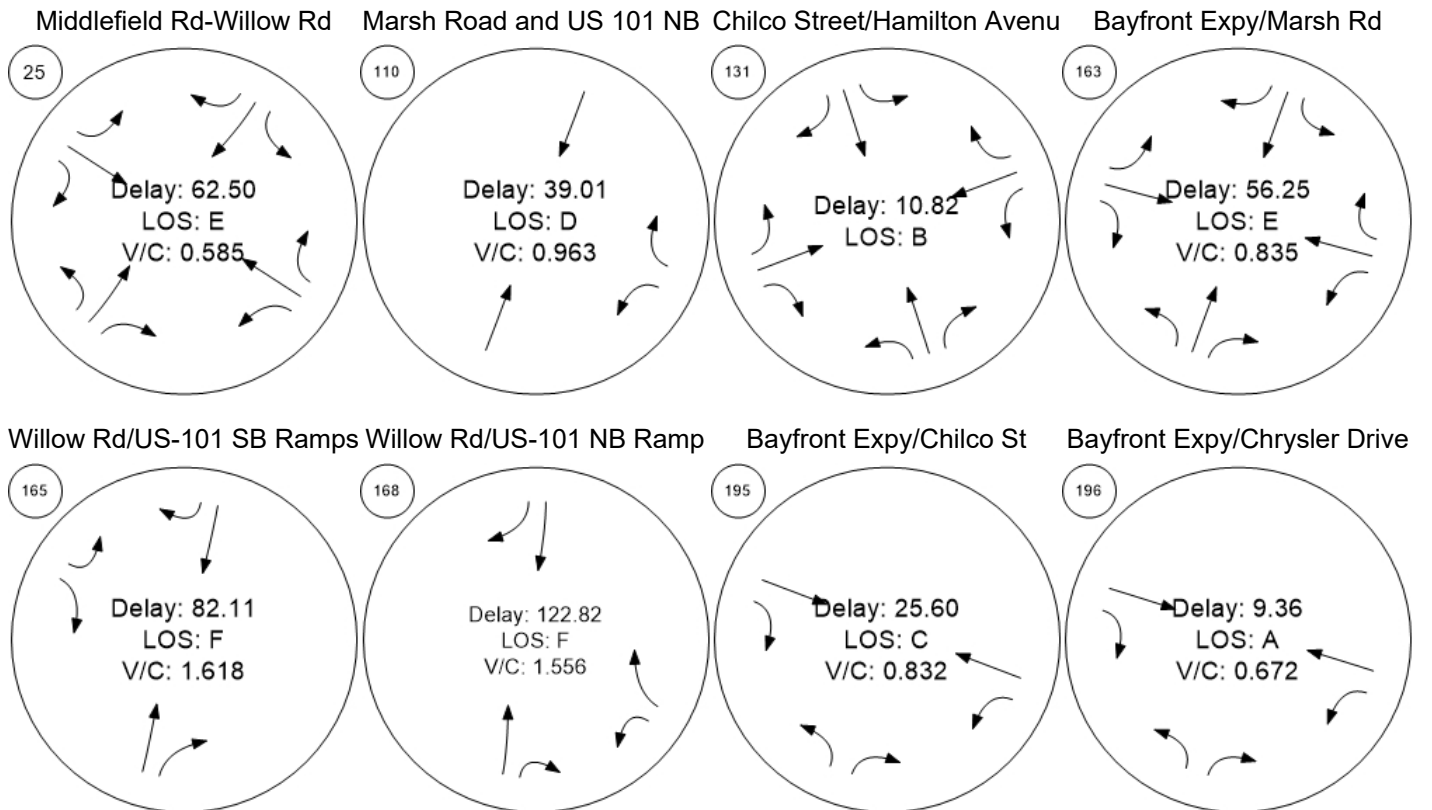 Middlefield Rd-Willow Rd
25
Delay: 62.50
LOS: E
V/C: 0.585
Marsh Road and US 101 NB
110
Delay: 39.01
LOS: D
V/C: 0.963
Chilco Street/Hamilton Avenu
131
Delay: 10.82
LOS: B
Bayfront Expy/Marsh Rd
163
Delay: 56.25
LOS: E
V/C: 0.835
Willow Rd/US-101 SB Ramps
165
Delay: 82.11
LOS: F
V/C: 1.618
Willow Rd/US-101 NB Ramp
168
Delay: 122.82
LOS: F
V/C: 1.556
Bayfront Expy/Chilco St
195
Delay: 25.60
LOS: C
V/C: 0.832
Bayfront Expy/Chrysler Drive
196
Delay: 9.36
LOS: A
V/C: 0.672